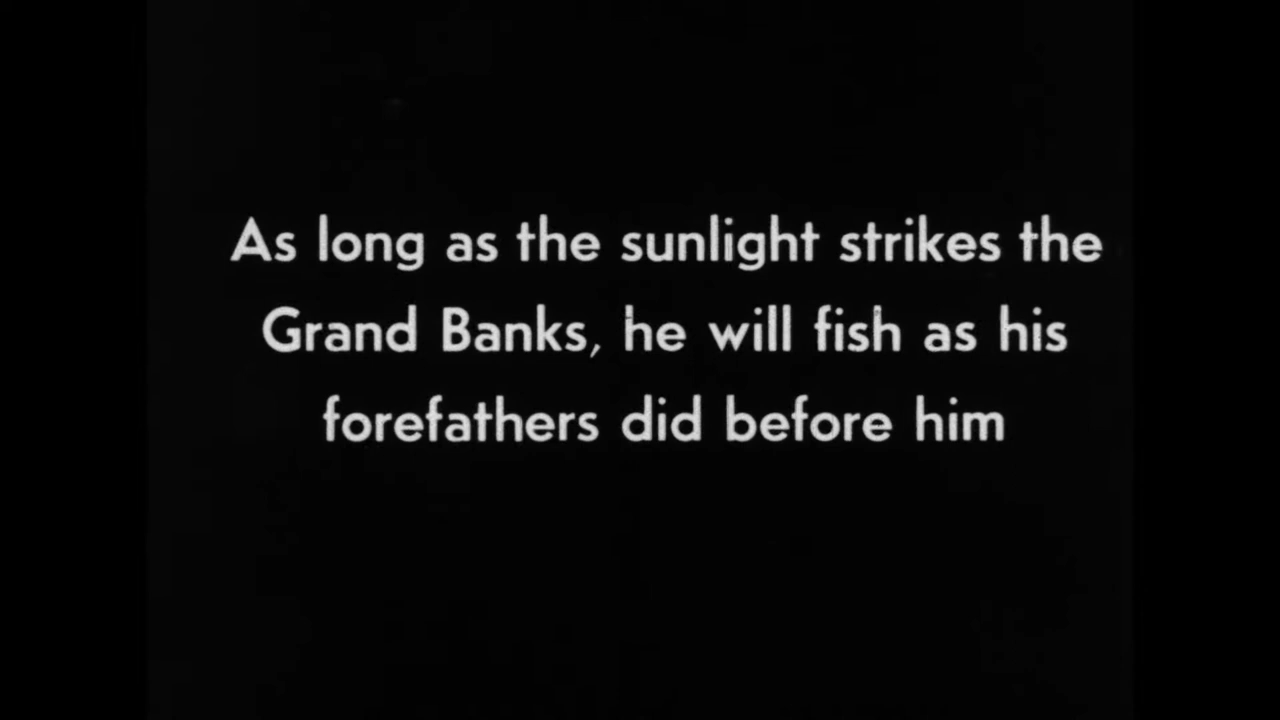 As long as the sunlight strikes the
Grand Banks, he will fish as his
forefathers did before him